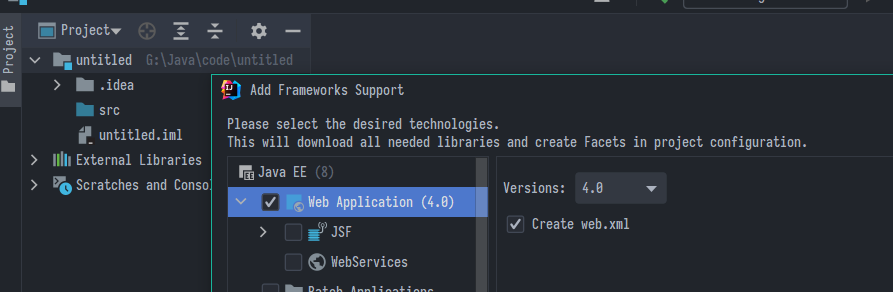 Project
Project
untitled G:\Java\code\untitled
.idea
src
untitled.iml
External Libraries
Scratches and Conso
Add Frameworks Support
Please select the desired technologies.
This will download all needed libraries and create Facets in project configuration.
Java EE (8)
Web Application (4.0)
JSF
WebServices
Batch Applications
Versions: 4.0
Create web.xml